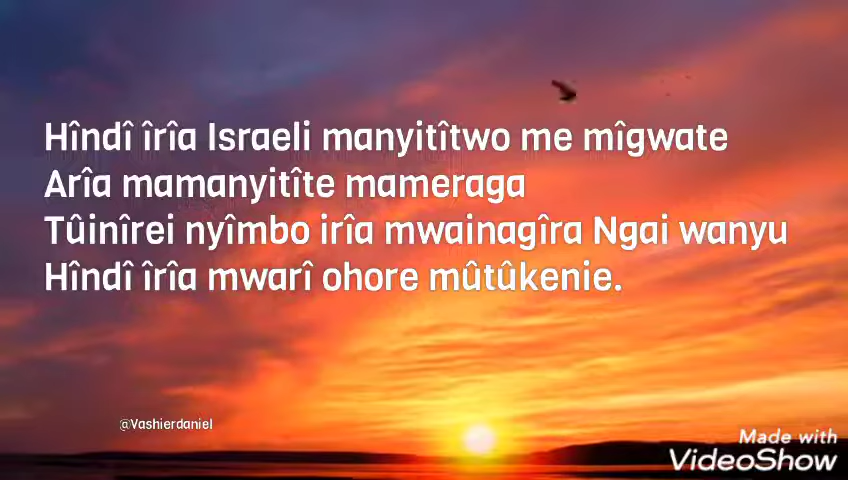 Hîndî îrîa Israeli manyitîtwo me mîgwate
Arîa mamanyitîte mameraga
Tûinîrei nyîmbo irîa mwainagîra Ngai wanyu
Hîndî îrîa mwarî ohore mûtûkenie.
@Vashierdaniel
Made with
VideoShow